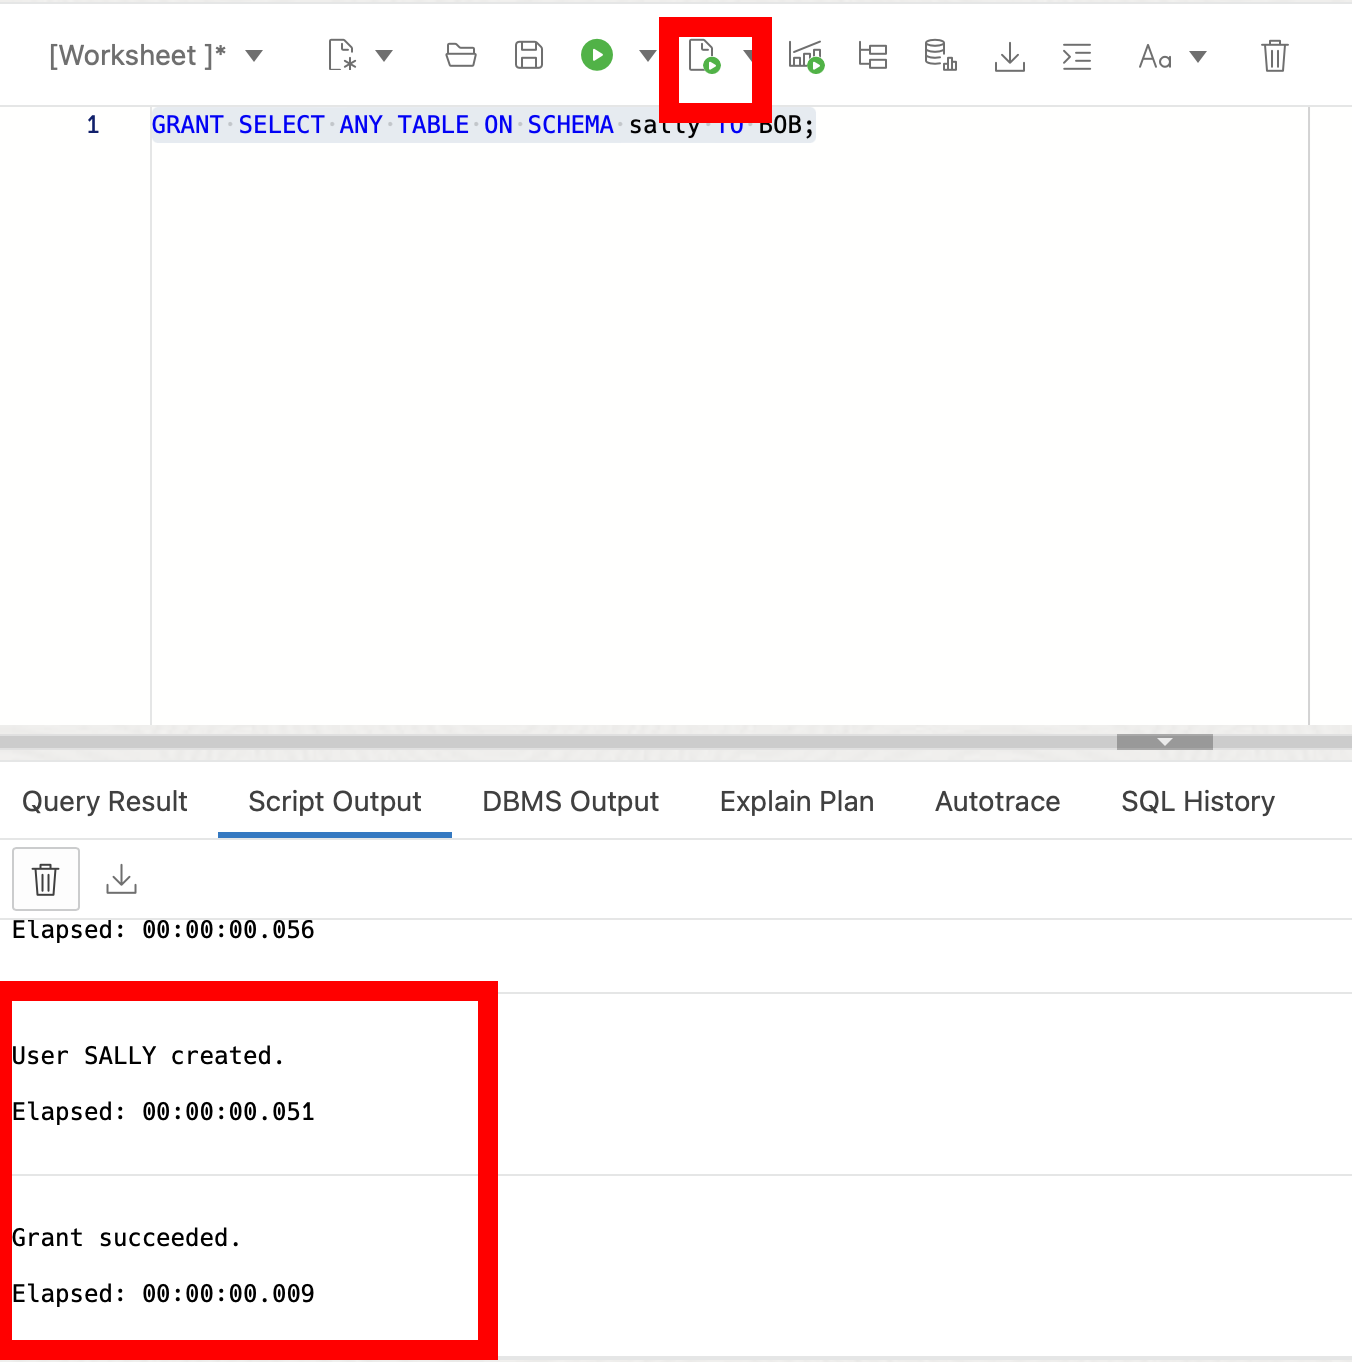 [Worksheet ]*
Aa
1 GRANT SELECT ANY TABLE ON SCHEMA sally TO BOB;
Query Result Script Output DBMS Output Explain Plan Autotrace SQL History
Elapsed: 00:00:00.056
User SALLY created.
Elapsed: 00:00:00.051
Grant succeeded.
Elapsed: 00:00:00.009